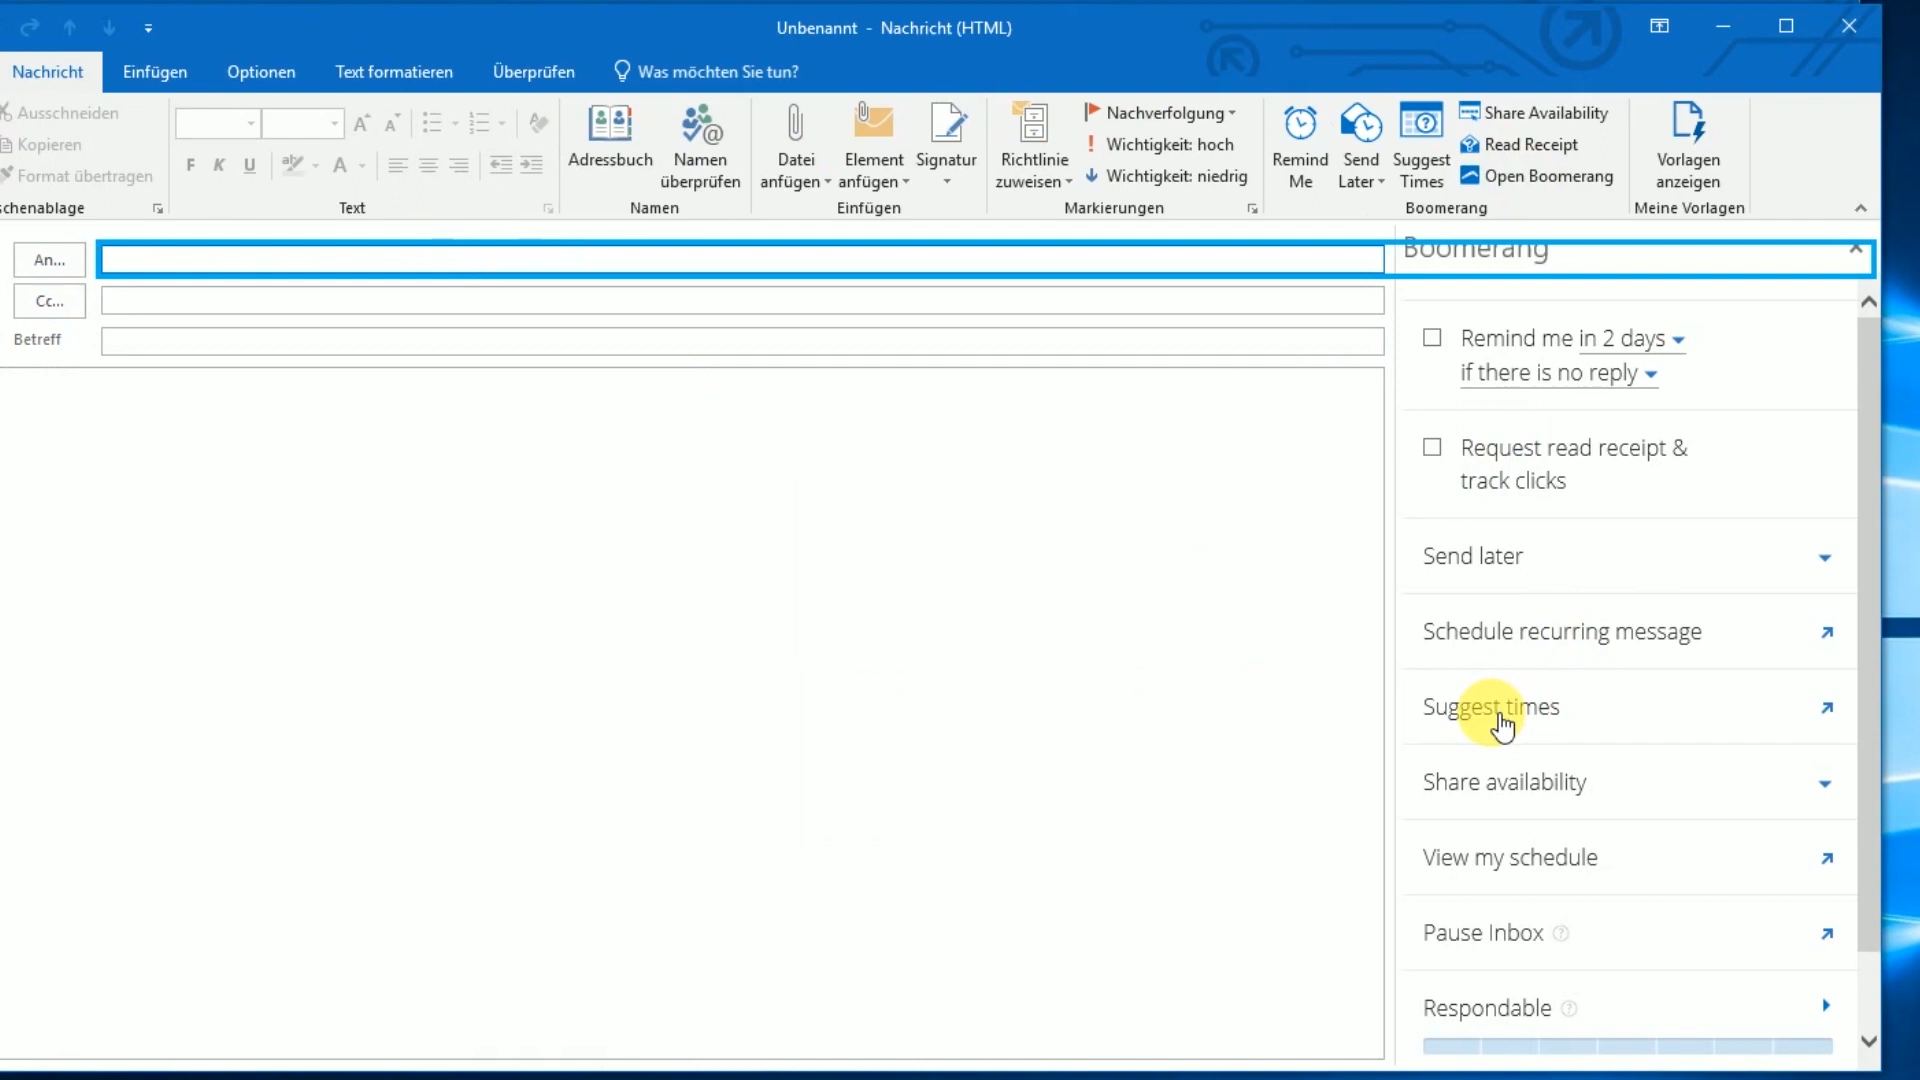 Unbenannt - Nachricht (HTML)
Nachricht Einfügen Optionen Text formatieren Überprüfen Was möchten Sie tun?
Ausschneiden
Kopieren
Format übertragen
schenablage
F K U
Text
Adressbuch
Namen überprüfen
Namen
Datei anfügen
Element anfügen
Signatur
Einfügen
Richtlinie zuweisen
Nachverfolgung
Wichtigkeit: hoch
Wichtigkeit: niedrig
Markierungen
Remind Me
Send Later
Suggest Times
Share Availability
Read Receipt
Open Boomerang
Boomerang
Vorlagen anzeigen
Meine Vorlagen
An...
Cc...
Betreff
Boomerang
Remind me in 2 days
if there is no reply
Request read receipt &
track clicks
Send later
Schedule recurring message
Suggest times
Share availability
View my schedule
Pause Inbox
Respondable